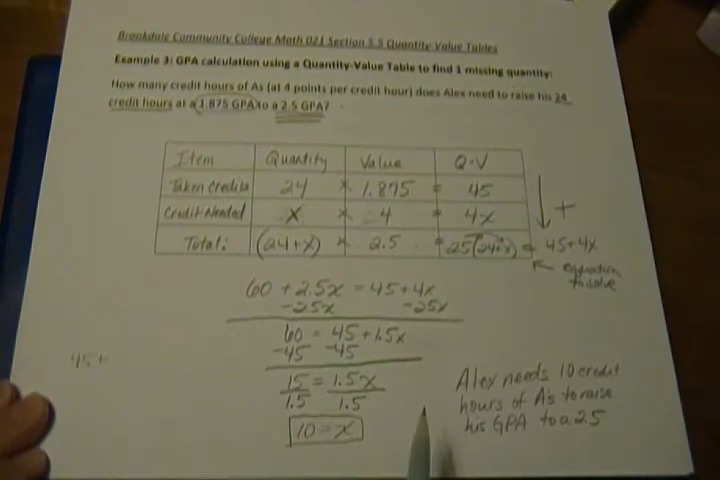 Brookdale Community College Math 021 Section 5.5 Quantity-Value Tables
Example 3: GPA calculation using a Quantity-Value Table to find 1 missing quantity:
How many credit hours of As (at 4 points per credit hour) does Alex need to raise his 24
credit hours at a 1.875 GPA to a 2.5 GPA?
Item Quantity Value Q·V
Taken Credits 24 × 1.875 = 45
Credit Needed x × 4 = 4x
+
Total: (24+x) × 2.5 = 2.5(24+x) = 45+4x
← equation
to solve
60 + 2.5x = 45+4x
-2.5x -2.5x
60 = 45+1.5x
-45 -45
45+
15 = 1.5x
1.5 1.5
10 = x
Alex needs 10 credit
hours of A's to raise
his GPA to a 2.5